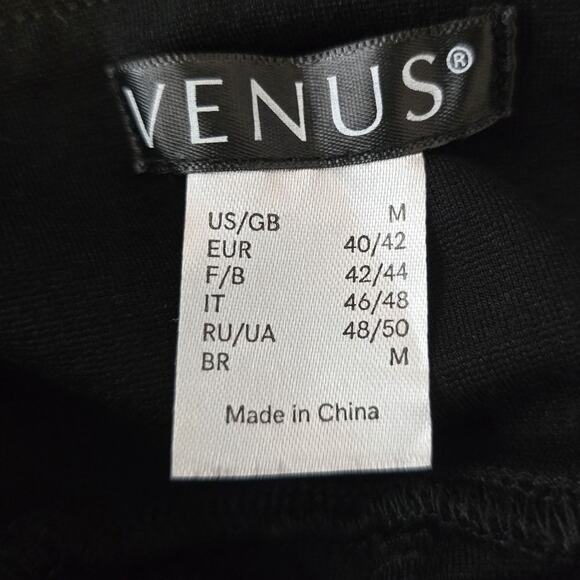 VENUS®
US/GB M
EUR 40/42
F/B 42/44
IT 46/48
RU/UA 48/50
BR M
Made in China